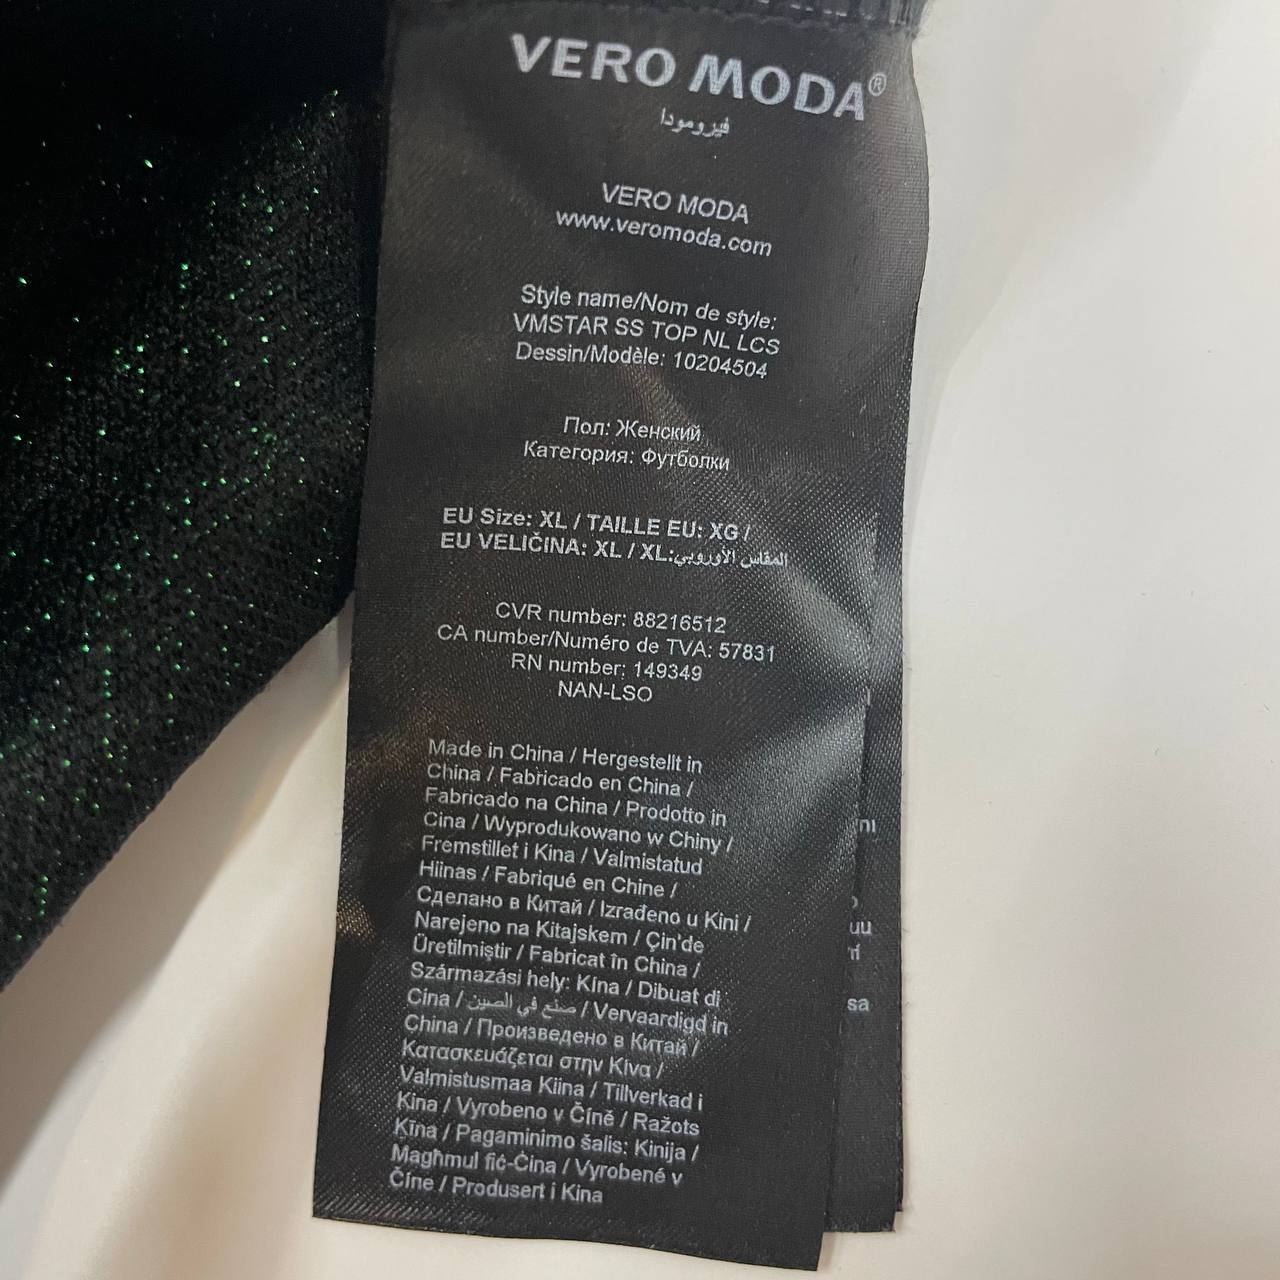 VERO MODA®
فيرومودا
VERO MODA
www.veromoda.com
Style name/Nom de style:
VMSTAR SS TOP NL LCS
Dessin/Modèle: 10204504
Пол: Женский
Категория: Футболки
EU Size: XL / TAILLE EU: XG /
EU VELIČINA: XL / XL:المقاس الأوروبي
CVR number: 88216512
CA number/Numéro de TVA: 57831
RN number: 149349
NAN-LSO
Made in China / Hergestellt in
China / Fabricado en China /
Fabricado na China / Prodotto in
Cina / Wyprodukowano w Chiny /
Fremstillet i Kina / Valmistatud
Hiinas / Fabriqué en Chine /
Сделано в Китай / Izrađeno u Kini /
Narejeno na Kitajskem / Çin'de
Üretilmiştir / Fabricat în China /
Származási hely: Kína / Dibuat di
Cina / صنع في الصين / Vervaardigd in
China / Произведено в Китай /
Κατασκευάζεται στην Κίνα /
Valmistusmaa Kiina / Tillverkad i
Kina / Vyrobeno v Číně / Ražots
Ķīna / Pagaminimo šalis: Kinija /
Magħmul fiċ-Ċina / Vyrobené v
Číne / Produsert i Kina